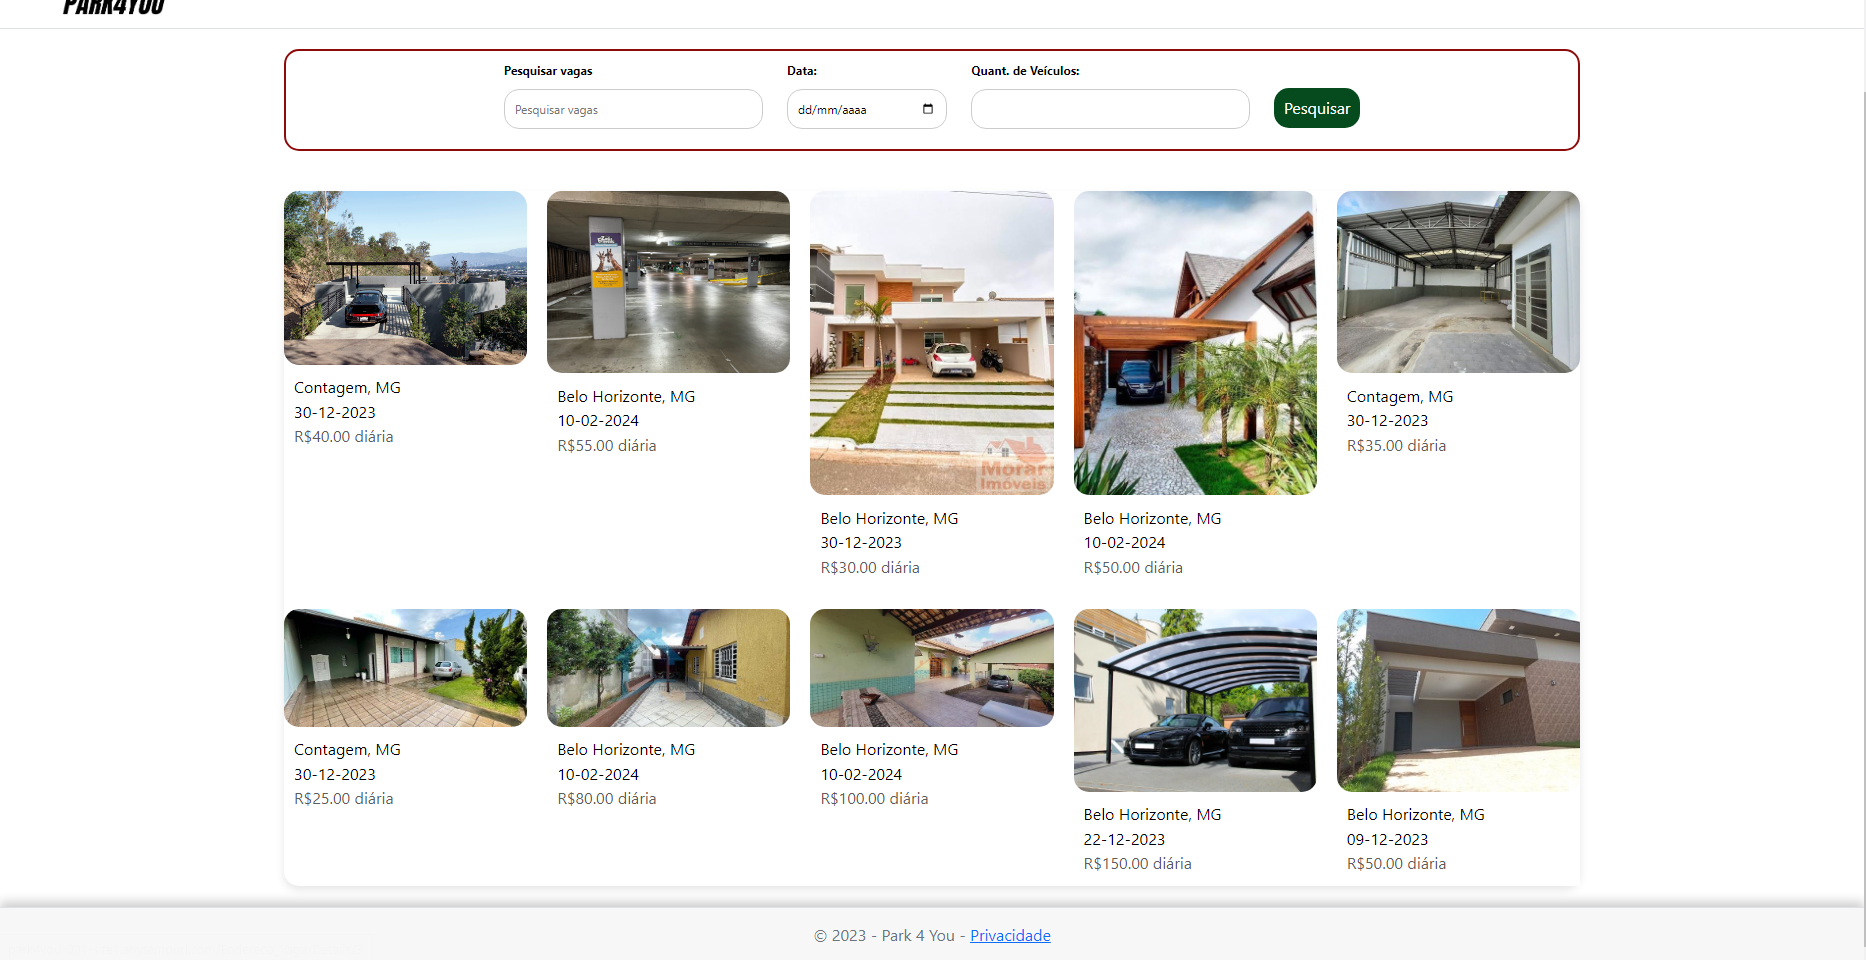 PARK4YOU
Pesquisar vagas
Data:
Quant. de Veículos:
Pesquisar vagas
dd/mm/aaaa
Pesquisar
Contagem, MG
30-12-2023
R$40.00 diária
Belo Horizonte, MG
10-02-2024
R$55.00 diária
Morar
Imóveis
Belo Horizonte, MG
30-12-2023
R$30.00 diária
Belo Horizonte, MG
10-02-2024
R$50.00 diária
Contagem, MG
30-12-2023
R$35.00 diária
Contagem, MG
30-12-2023
R$25.00 diária
Belo Horizonte, MG
10-02-2024
R$80.00 diária
Belo Horizonte, MG
10-02-2024
R$100.00 diária
Belo Horizonte, MG
22-12-2023
R$150.00 diária
Belo Horizonte, MG
09-12-2023
R$50.00 diária
© 2023 - Park 4 You - Privacidade